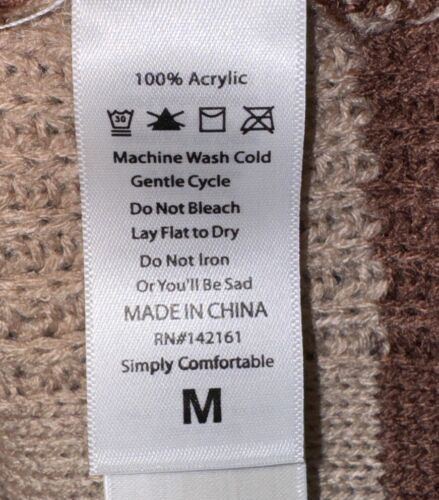 100% Acrylic
30
Machine Wash Cold
Gentle Cycle
Do Not Bleach
Lay Flat to Dry
Do Not Iron
Or You'll Be Sad
MADE IN CHINA
RN#142161
Simply Comfortable
M